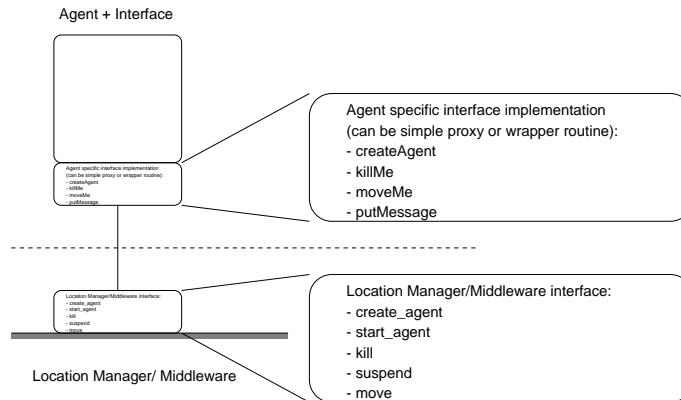 Agent + Interface
Agent specific interface implementation
(can be simple proxy or wrapper routine):
- createAgent
- killMe
- moveMe
- putMessage
Agent specific interface implementation
(can be simple proxy or wrapper routine):
- createAgent
- killMe
- moveMe
- putMessage
Location Manager/Middleware interface:
- create_agent
- start_agent
- kill
- suspend
- move
Location Manager/Middleware interface:
- create_agent
- start_agent
- kill
- suspend
- move
Location Manager/ Middleware